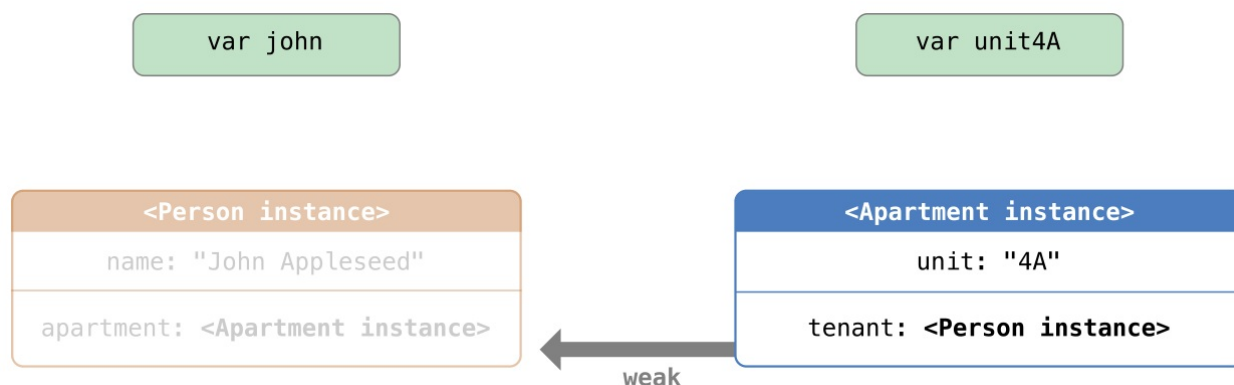 var john
var unit4A
<Person instance>
name: "John Appleseed"
apartment: <Apartment instance>
<Apartment instance>
unit: "4A"
tenant: <Person instance>
weak